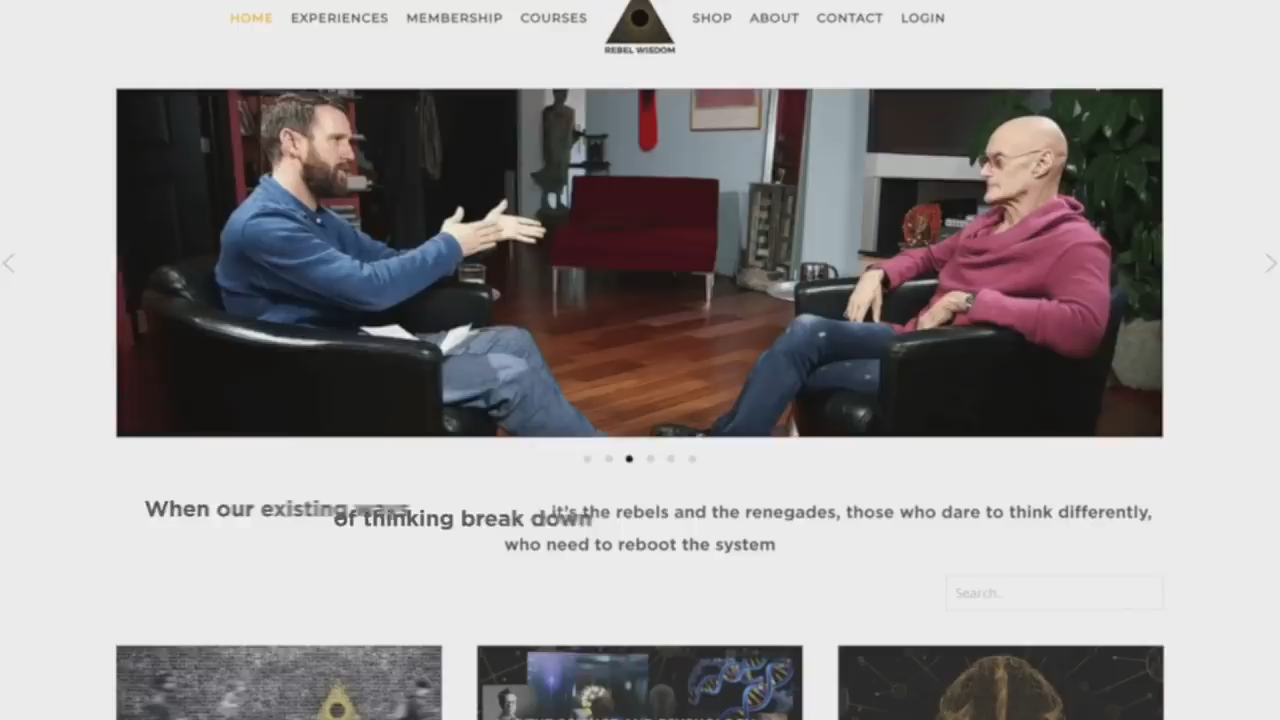 HOME EXPERIENCES MEMBERSHIP COURSES SHOP ABOUT CONTACT LOGIN
REBEL WISDOM
When our existing ways of thinking break down it's the rebels and the renegades, those who dare to think differently,
who need to reboot the system
Search..